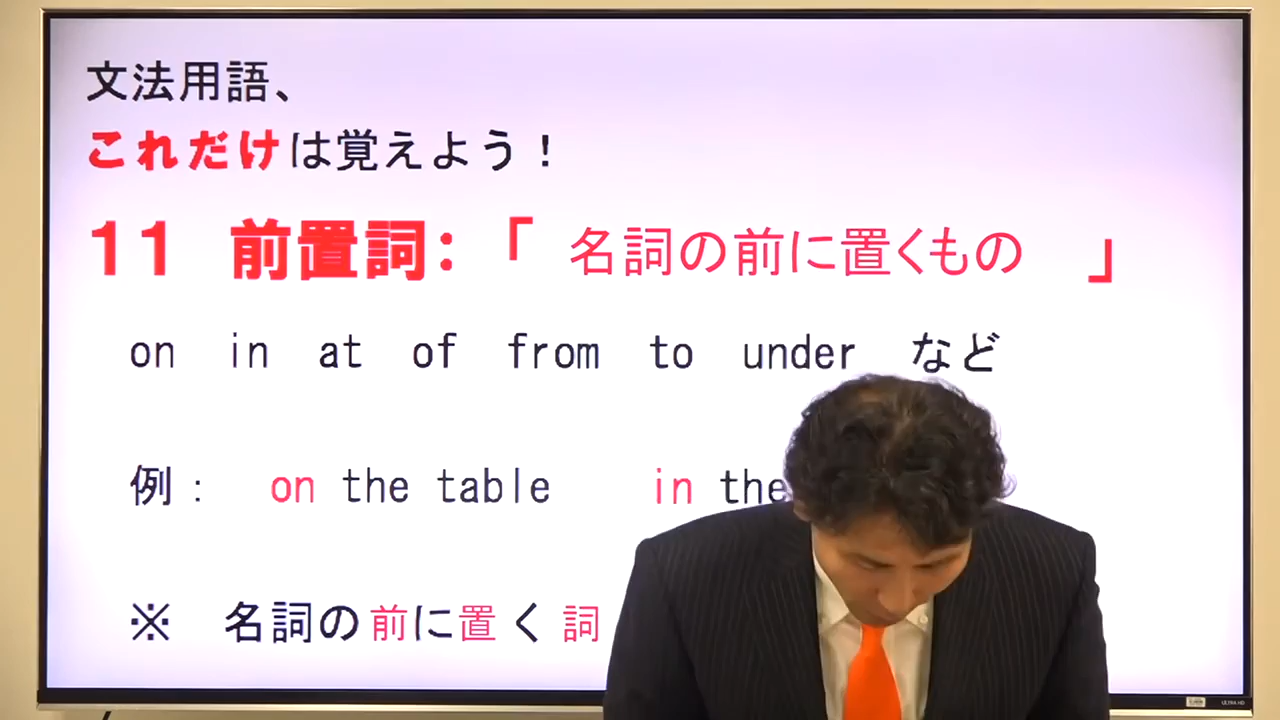 文法用語、
これだけは覚えよう！
11 前置詞：「 名詞の前に置くもの 」
on in at of from to under など
例： on the table in the
※ 名詞の前に置く詞
ULTRA HD